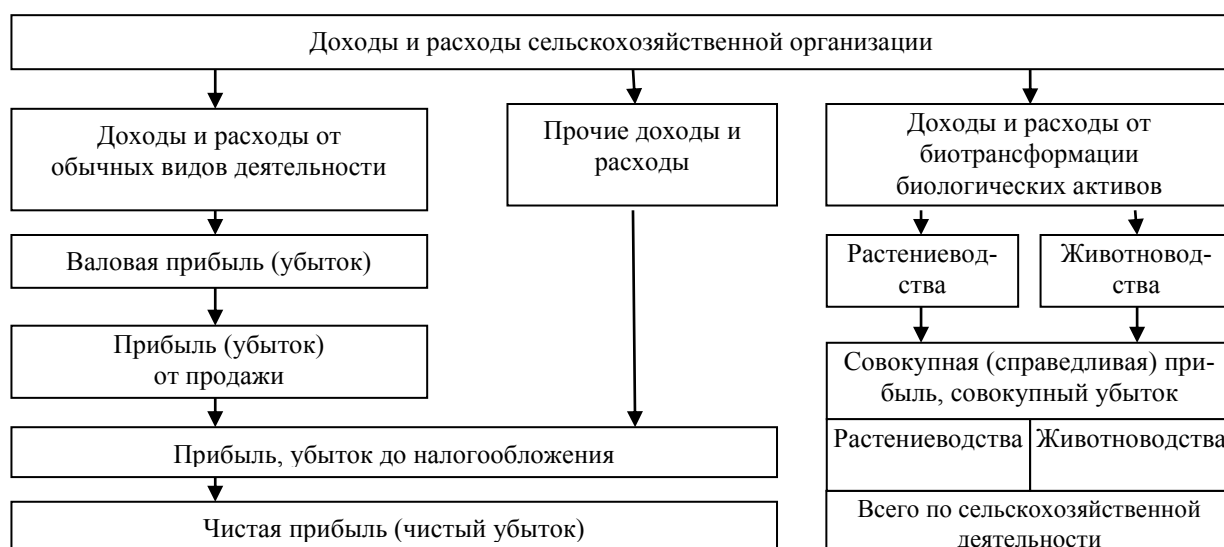 Доходы и расходы сельскохозяйственной организации
Доходы и расходы от
обычных видов деятельности
Прочие доходы и
расходы
Доходы и расходы от
биотрансформации
биологических активов
Валовая прибыль (убыток)
Растениевод-
ства
Животновод-
ства
Прибыль (убыток)
от продажи
Совокупная (справедливая) при-
быль, совокупный убыток
Растениеводства
Животноводства
Прибыль, убыток до налогообложения
Чистая прибыль (чистый убыток)
Всего по сельскохозяйственной
деятельности